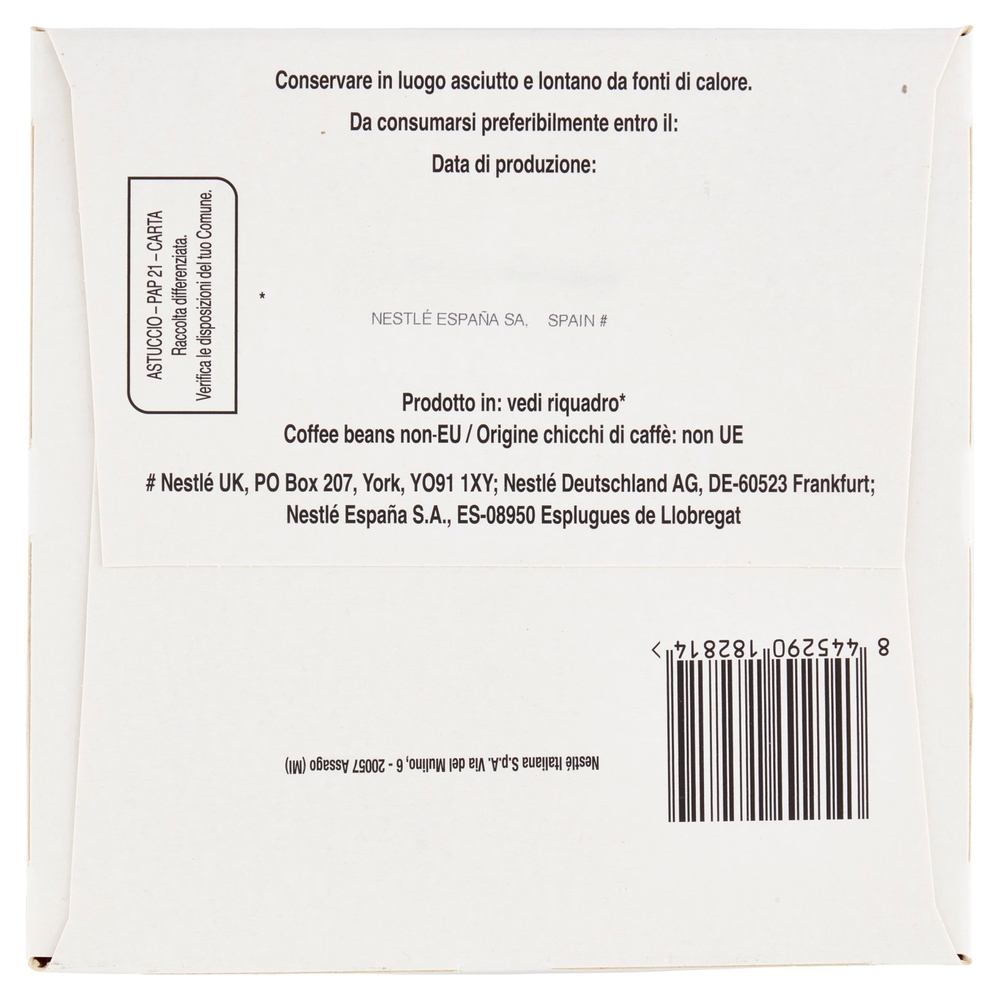 Conservare in luogo asciutto e lontano da fonti di calore.
Da consumarsi preferibilmente entro il:
Data di produzione:
ASTUCCIO – PAP 21 – CARTA
Raccolta differenziata.
Verifica le disposizioni del tuo Comune.
*
NESTLÉ ESPAÑA SA, SPAIN #
Prodotto in: vedi riquadro*
Coffee beans non-EU / Origine chicchi di caffè: non UE
# Nestlé UK, PO Box 207, York, YO91 1XY; Nestlé Deutschland AG, DE-60523 Frankfurt;
Nestlé España S.A., ES-08950 Esplugues de Llobregat
8 445290 182814 >
Nestlé Italiana S.p.A. Via del Mulino, 6 - 20057 Assago (MI)